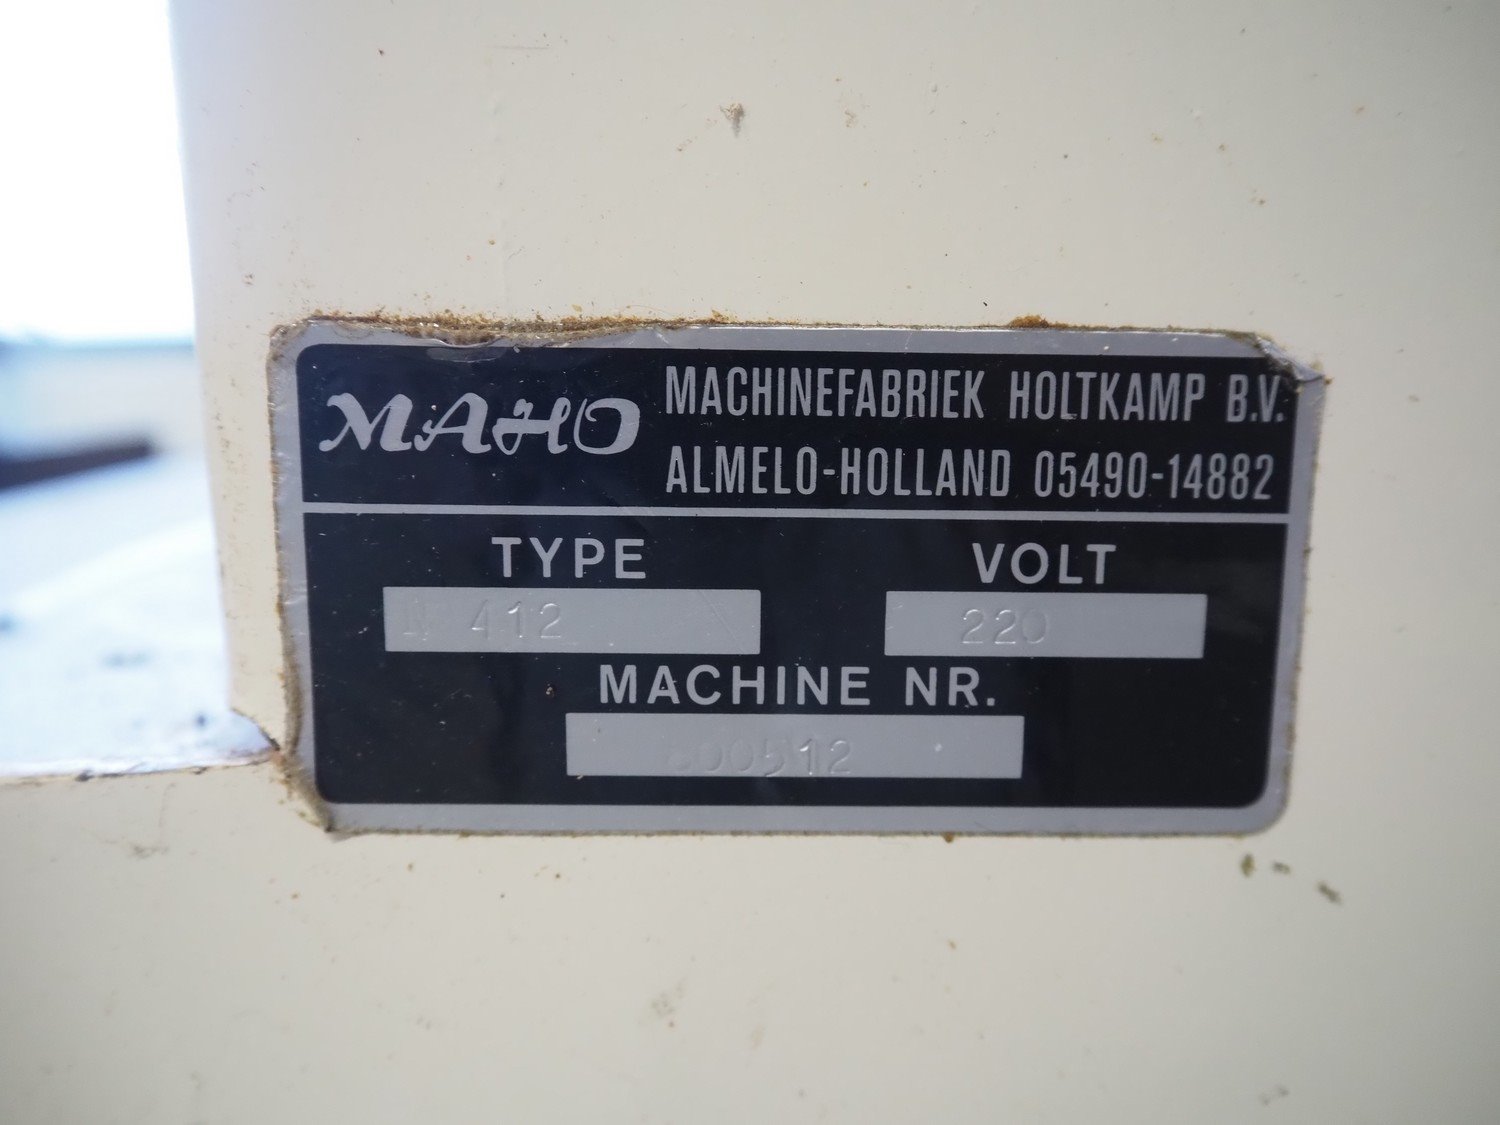 MAHO
MACHINEFABRIEK HOLTKAMP B.V.
ALMELO-HOLLAND 05490-14882
TYPE
412
VOLT
220
MACHINE NR.